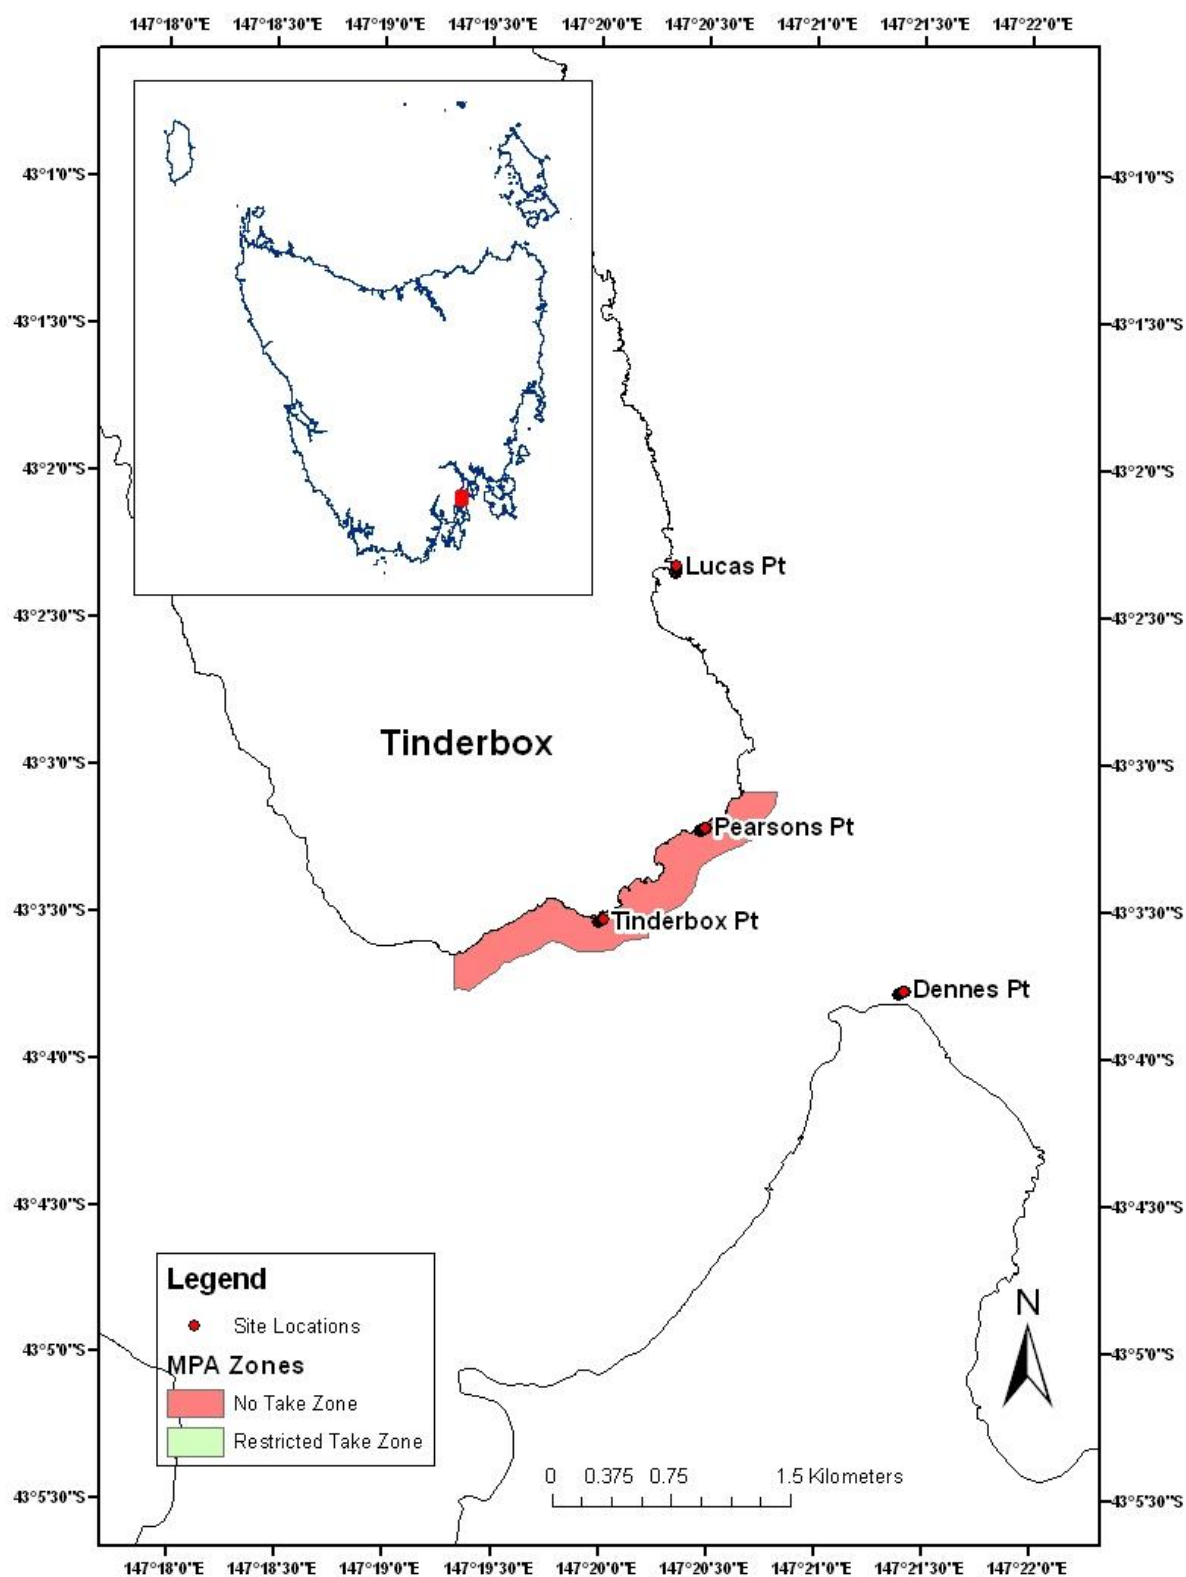 147°18'0"E 147°18'30"E 147°19'0"E 147°19'30"E 147°20'0"E 147°20'30"E 147°21'0"E 147°21'30"E 147°22'0"E
43°1'0"S 43°1'0"S
43°1'30"S 43°1'30"S
43°2'0"S 43°2'0"S
Lucas Pt
43°2'30"S 43°2'30"S
Tinderbox
43°3'0"S 43°3'0"S
Pearsons Pt
43°3'30"S 43°3'30"S
Tinderbox Pt
Dennes Pt
43°4'0"S 43°4'0"S
43°4'30"S 43°4'30"S
Legend
N
Site Locations
43°5'0"S 43°5'0"S
MPA Zones
No Take Zone
Restricted Take Zone
0 0.375 0.75 1.5 Kilometers
43°5'30"S 43°5'30"S
147°18'0"E 147°18'30"E 147°19'0"E 147°19'30"E 147°20'0"E 147°20'30"E 147°21'0"E 147°21'30"E 147°22'0"E